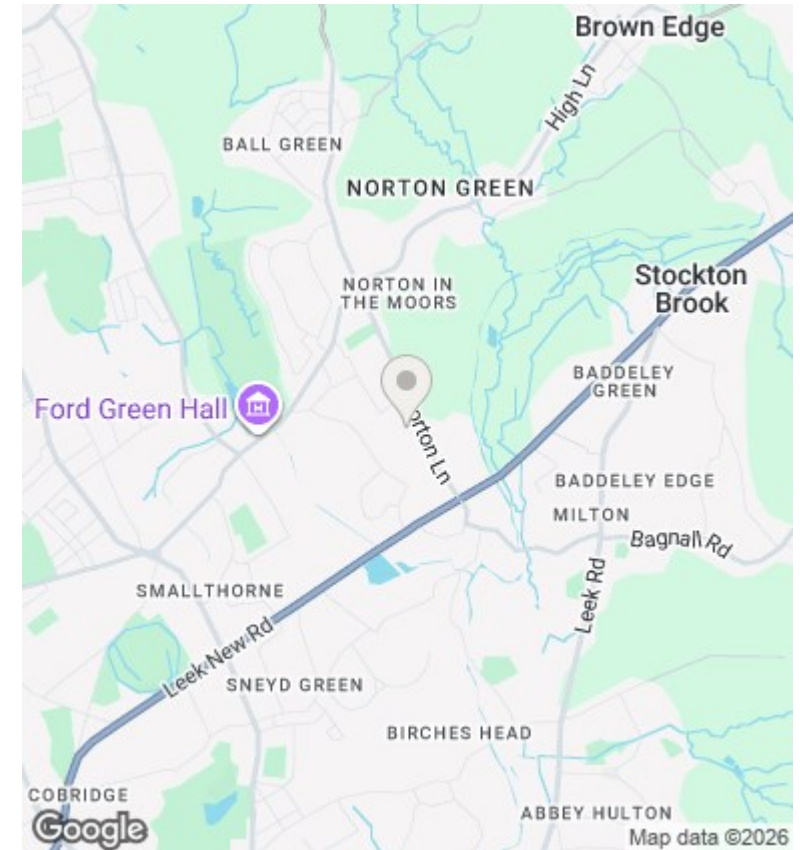 Brown Edge
High Ln
BALL GREEN
NORTON GREEN
NORTON IN
THE MOORS
Stockton
Brook
BADDELEY
GREEN
Ford Green Hall
orton Ln
BADDELEY EDGE
MILTON
Bagnall Rd
SMALLTHORNE
Leek Rd
Leek New Rd
SNEYD GREEN
BIRCHES HEAD
COBRIDGE
ABBEY HULTON
Google
Map data ©2026